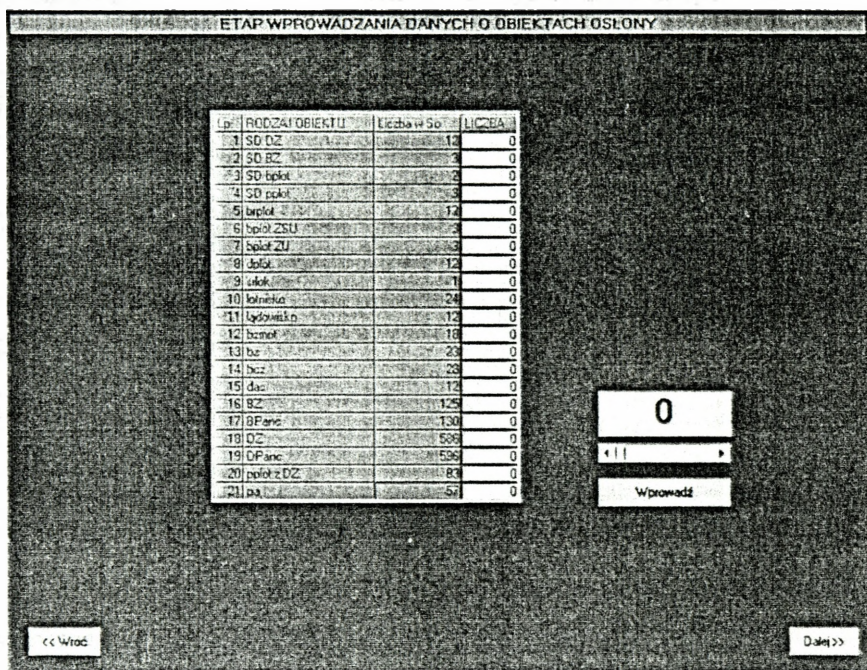 ETAP WPROWADZANIA DANYCH O OBIEKTACH OSŁONY
Lp. RODZAJ OBIEKTU Liczba w Sp LICZBA
1 SD DZ 12 0
2 SD BZ 3 0
3 SD bplot 2 0
4 SD pplot 3 0
5 brplot 12 0
6 bplot ZSU 3 0
7 bplot ZU 3 0
8 dplot 12 0
9 1 0
10 lotnisko 24 0
11 lądowisko 12 0
12 bzmot 18 0
13 bz 23 0
14 bcz 23 0
15 das 12 0
16 BZ 125 0
17 BPanc 130 0
18 DZ 0
19 DPanc 0
20 pplot z DZ 83 0
21 pa 57 0
0
Wprowadź
<< Wróć
Dalej >>